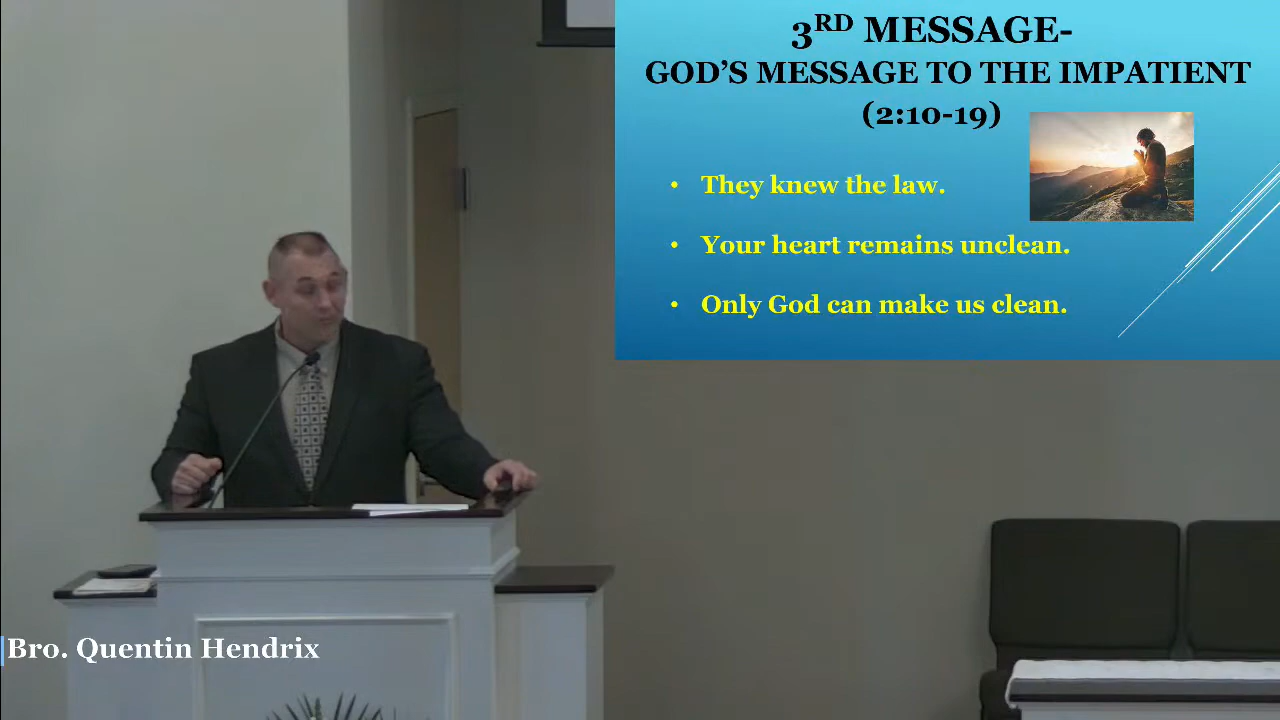 3RD MESSAGE-
GOD'S MESSAGE TO THE IMPATIENT
(2:10-19)
• They knew the law.
• Your heart remains unclean.
• Only God can make us clean.
Bro. Quentin Hendrix